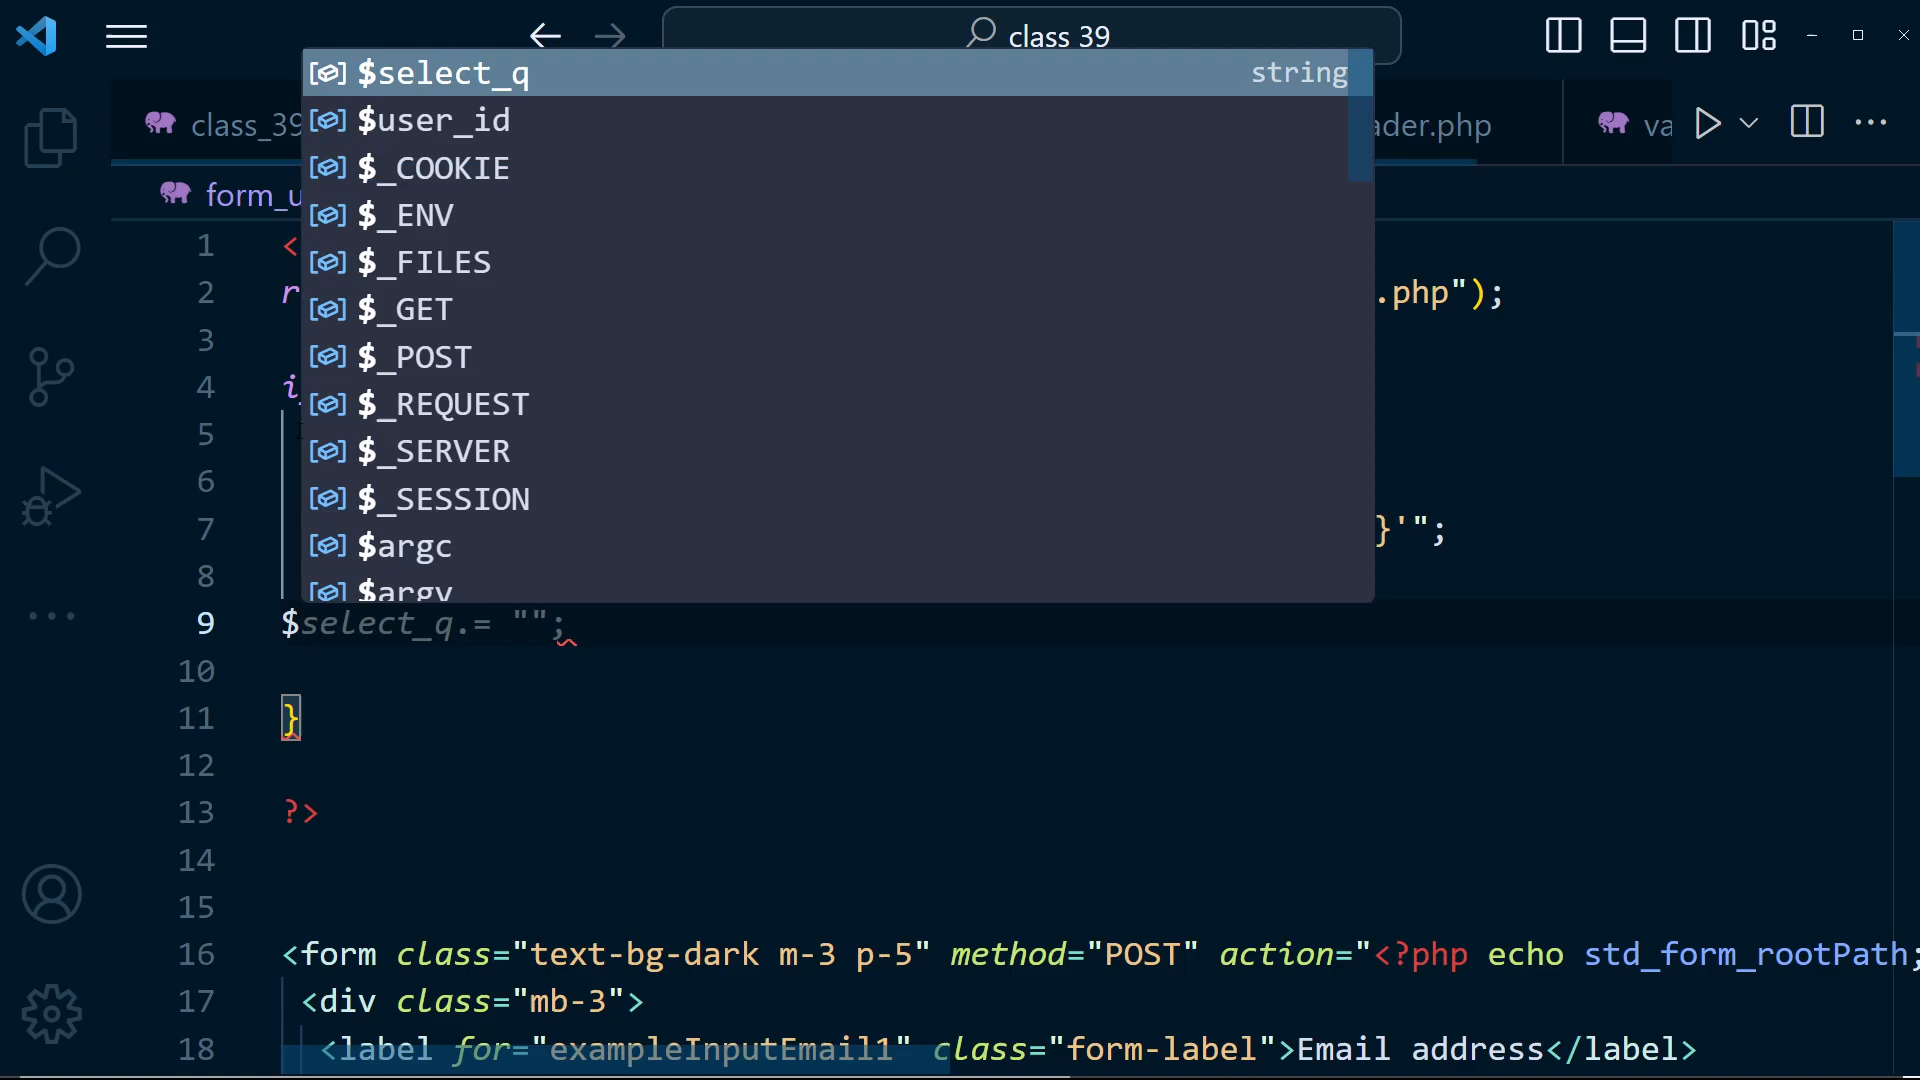 class 39
class_39
ader.php
va
form_u
$select_q string
$user_id
$_COOKIE
$_ENV
$_FILES
$_GET
$_POST
$_REQUEST
$_SERVER
$_SESSION
$argc
$argv
1 <
2 r .php");
3
4 i
5
6
7 }'";
8
9 $select_q.= "";
10
11 }
12
13 ?>
14
15
16 <form class="text-bg-dark m-3 p-5" method="POST" action="<?php echo std_form_rootPath;
17 <div class="mb-3">
18 <label for="exampleInputEmail1" class="form-label">Email address</label>